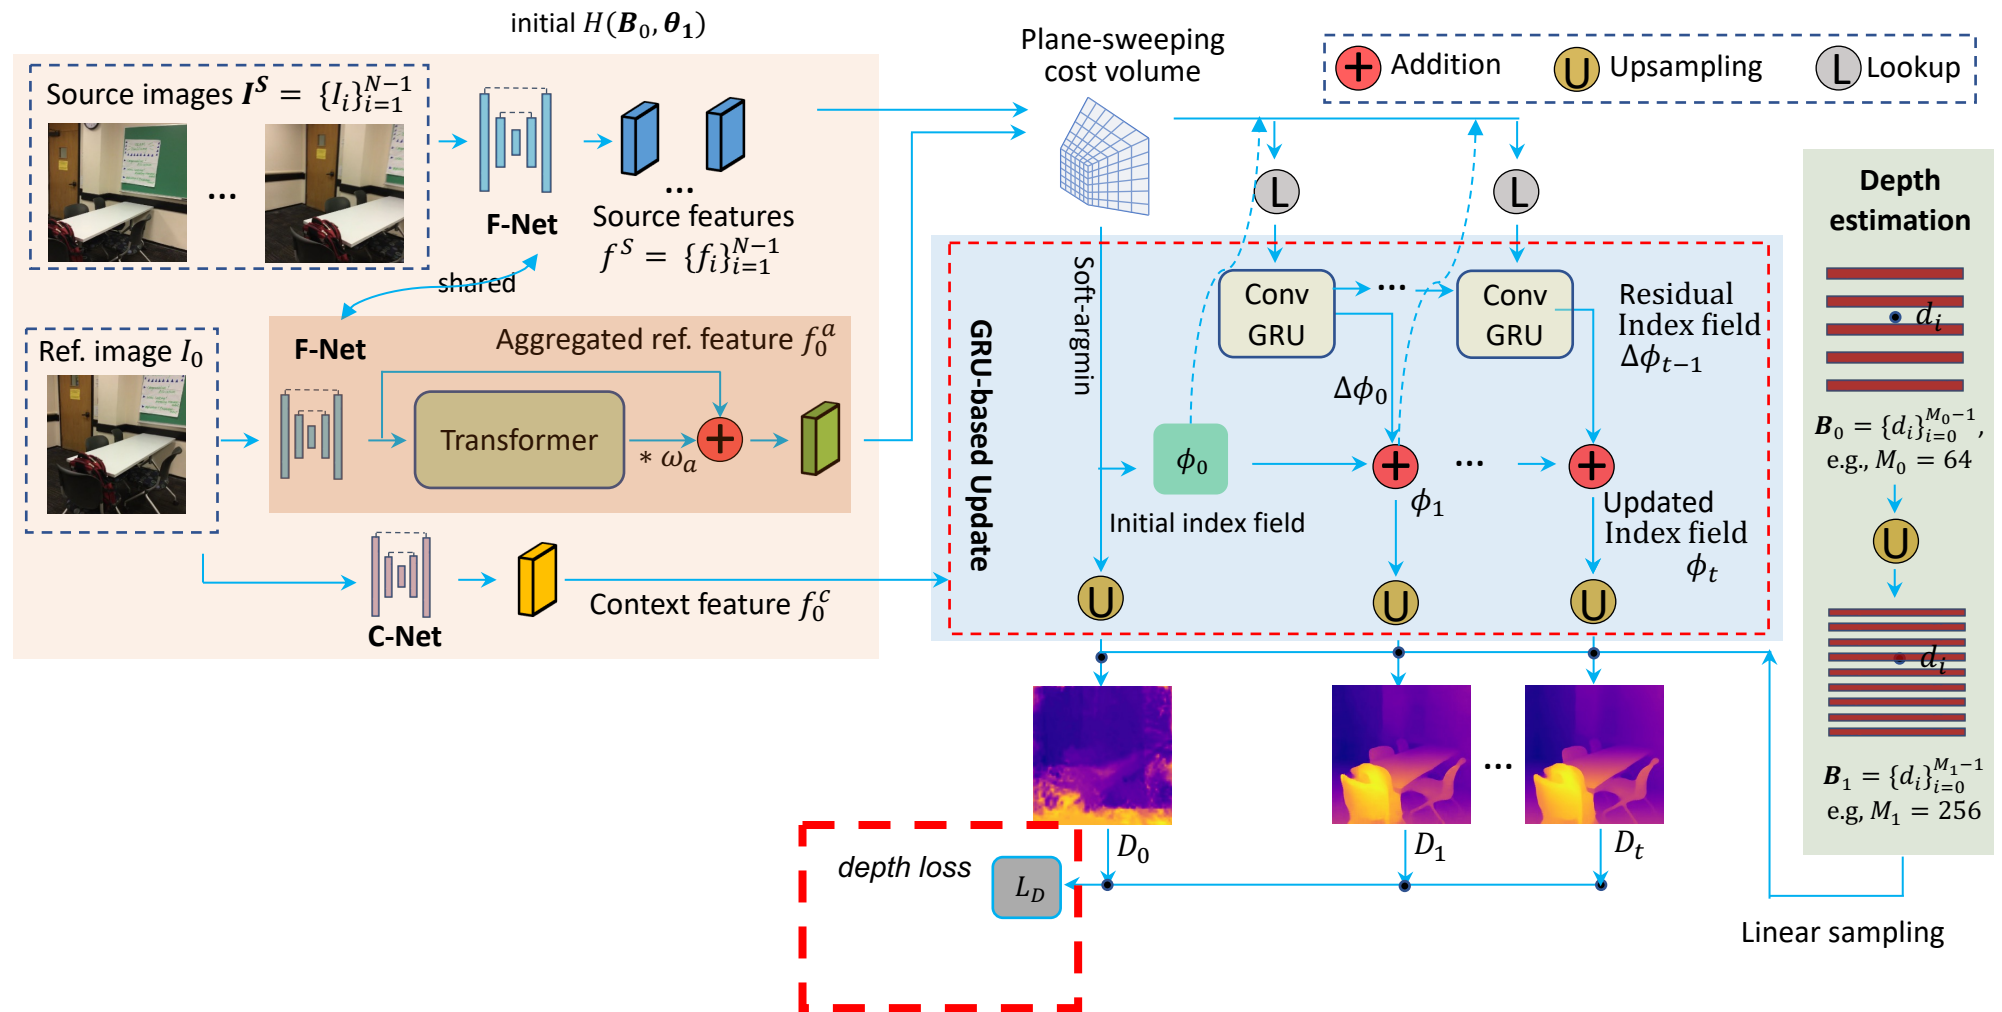 initial H(B₀, θ₁)
Source images Iˢ = {I_i}_{i=1}^{N−1}
...
F-Net
...
Source features
fˢ = {f_i}_{i=1}^{N−1}
shared
Ref. image I₀
F-Net
Aggregated ref. feature f₀ᵃ
Transformer
* ω_a
+
C-Net
Context feature f₀ᶜ
Plane-sweeping
cost volume
+ Addition
U Upsampling
L Lookup
L
L
GRU-based Update
Soft-argmin
Conv
GRU
...
Conv
GRU
Residual
Index field
Δϕ_{t−1}
Δϕ₀
ϕ₀
Initial index field
+
ϕ₁
...
+
Updated
Index field
ϕ_t
U
U
U
...
D₀
D₁
D_t
depth loss
L_D
Depth
estimation
d_i
B₀ = {d_i}_{i=0}^{M₀−1},
e.g., M₀ = 64
U
d_i
B₁ = {d_i}_{i=0}^{M₁−1}
e.g, M₁ = 256
Linear sampling